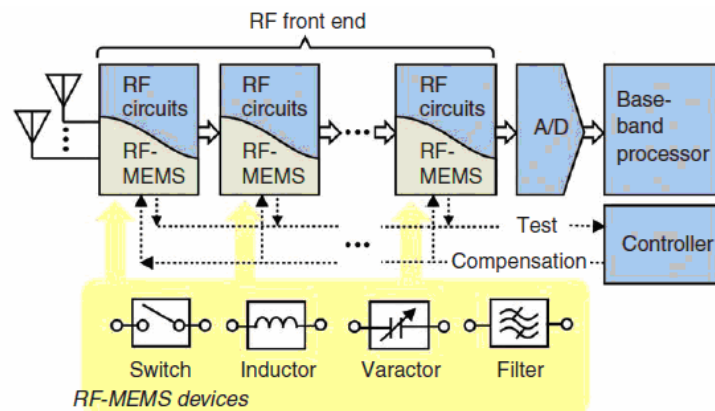 RF front end
RF
circuits
RF-
MEMS
RF
circuits
RF-
MEMS
RF
circuits
RF-
MEMS
A/D
Base-
band
processor
Test
Compensation
Controller
Switch
Inductor
Varactor
Filter
RF-MEMS devices